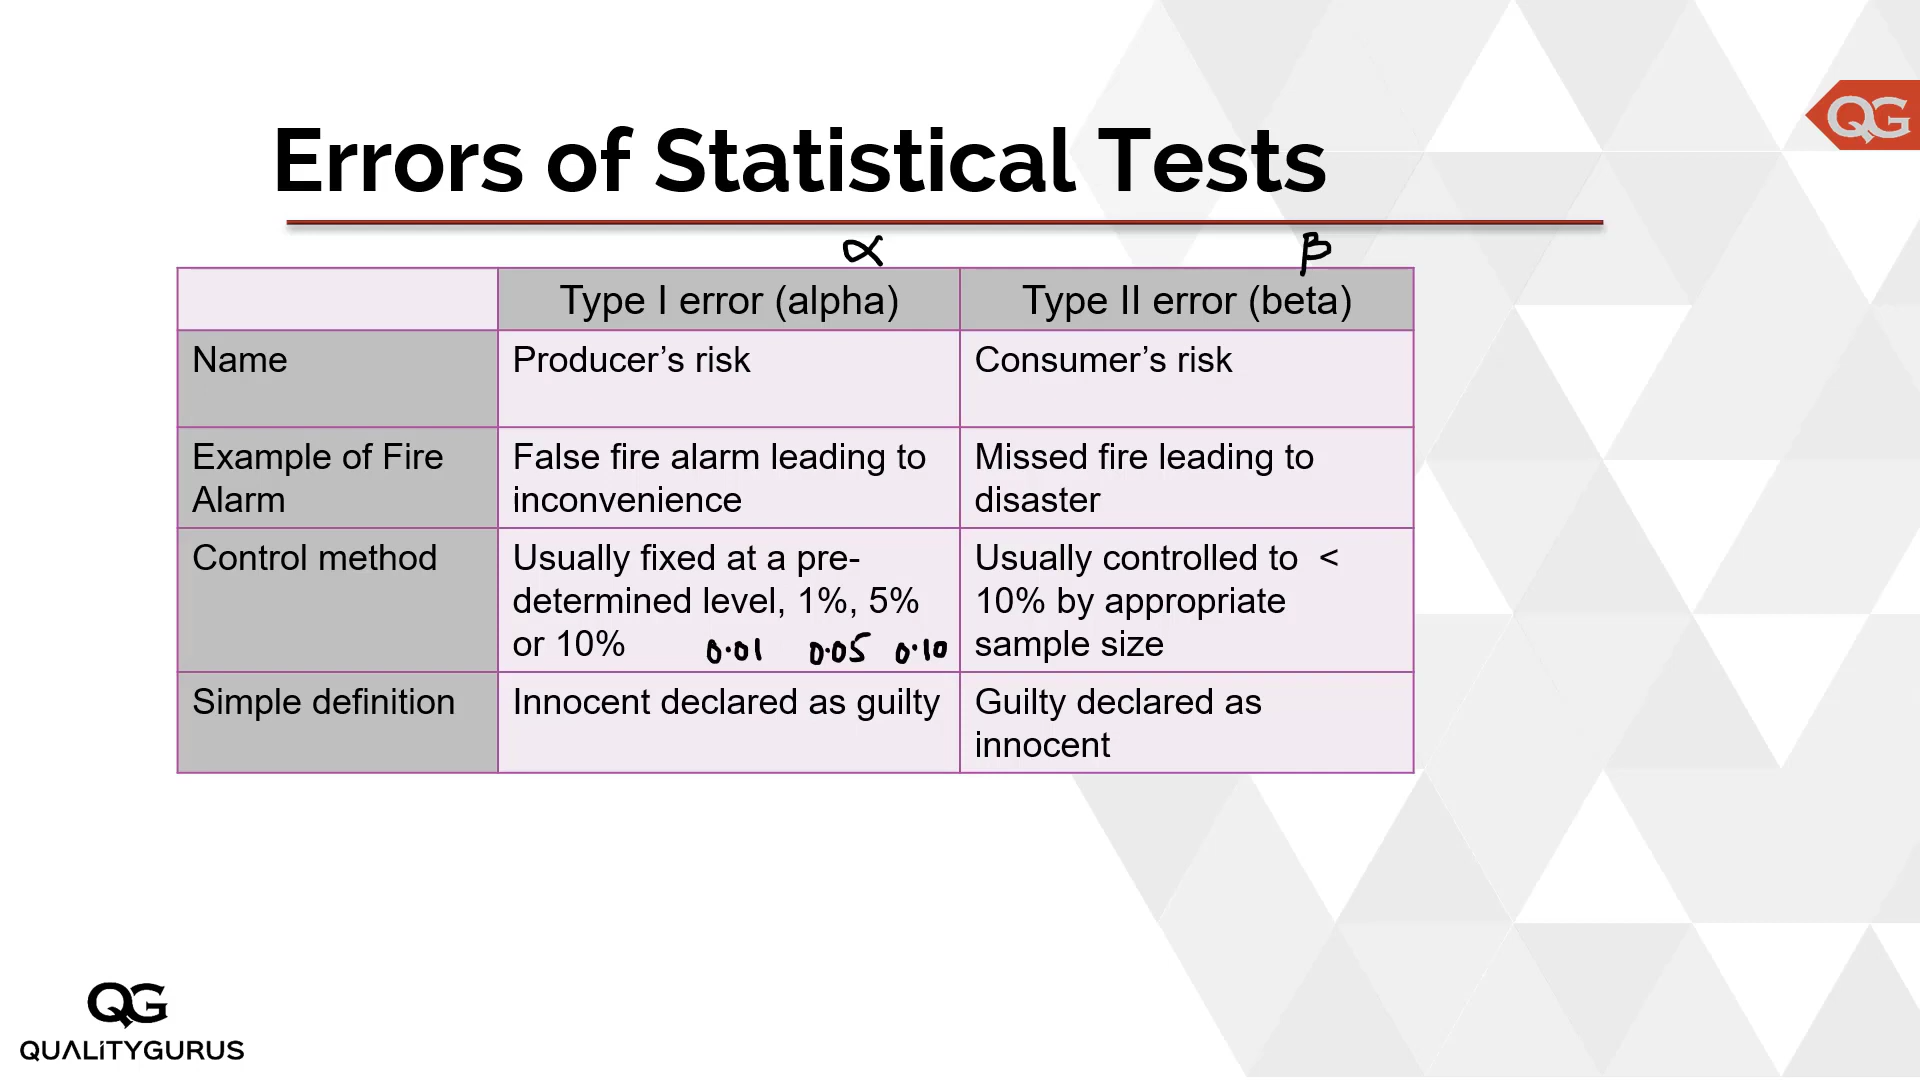 QG
Errors of Statistical Tests
α
β
Type I error (alpha)
Type II error (beta)
Name
Producer’s risk
Consumer’s risk
Example of Fire
Alarm
False fire alarm leading to
inconvenience
Missed fire leading to
disaster
Control method
Usually fixed at a pre-
determined level, 1%, 5%
or 10%
0.01 0.05 0.10
Usually controlled to <
10% by appropriate
sample size
Simple definition
Innocent declared as guilty
Guilty declared as
innocent
QG
QUALITYGURUS